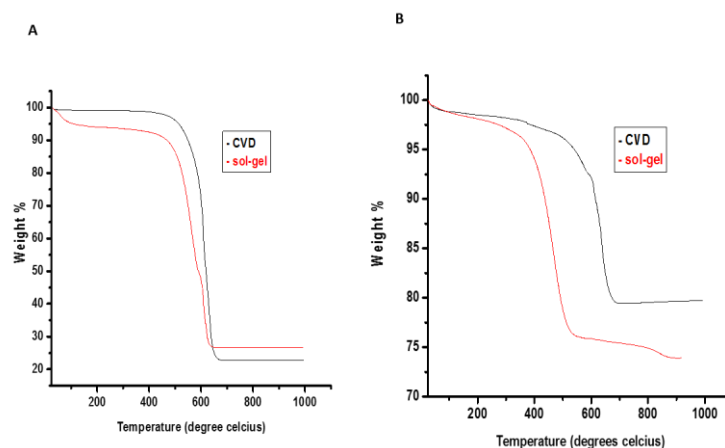 A
100
90
80
70
60
50
40
30
20
Weight %
- CVD
- sol-gel
200
400
600
800
1000
Temperature (degree celcius)
B
100
95
90
85
80
75
70
Weight %
- CVD
- sol-gel
200
400
600
800
1000
Temperature (degrees celcius)